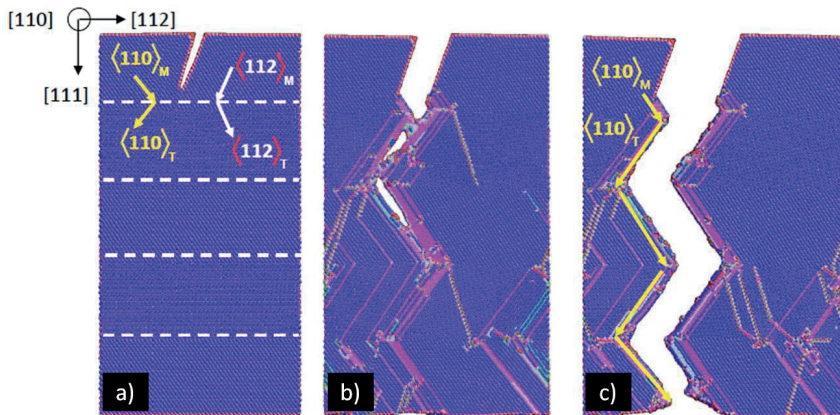 [110] [112]
[111]
⟨110⟩M ⟨112⟩M
⟨110⟩T ⟨112⟩T
⟨110⟩M
⟨110⟩T
a) b) c)